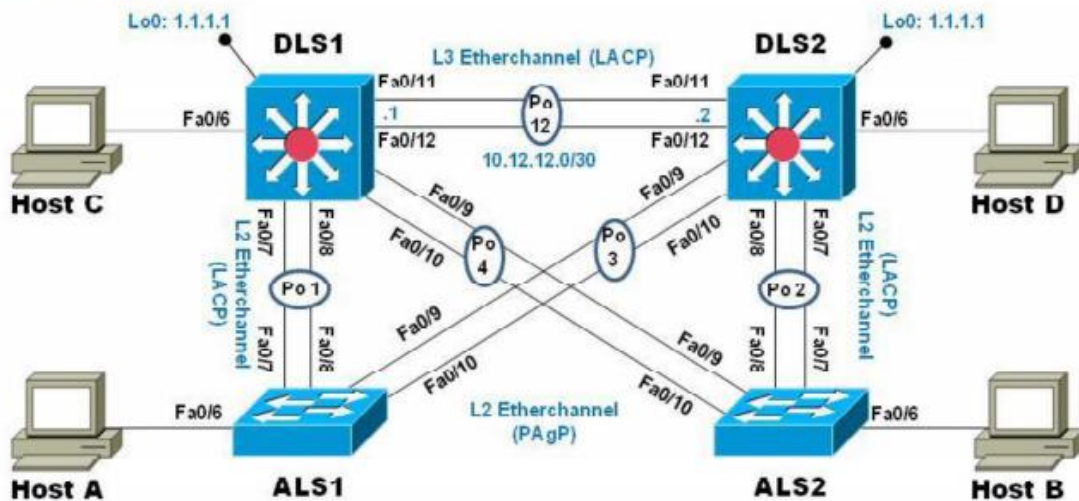 Lo0: 1.1.1.1
Lo0: 1.1.1.1
DLS1
DLS2
L3 Etherchannel (LACP)
Fa0/11
Fa0/11
Po
12
.1
.2
Fa0/6
Fa0/6
Fa0/12
Fa0/12
10.12.12.0/30
Host C
Host D
Fa0/7
Fa0/8
Fa0/9
Fa0/10
Po
4
Po
3
Fa0/9
Fa0/10
Fa0/8
Fa0/7
L2 Etherchannel
(LACP)
Po 1
Po 2
L2 Etherchannel
(LACP)
Fa0/7
Fa0/8
Fa0/9
Fa0/10
Fa0/9
Fa0/10
Fa0/8
Fa0/7
Fa0/6
L2 Etherchannel
(PAgP)
Fa0/6
Host A
ALS1
ALS2
Host B